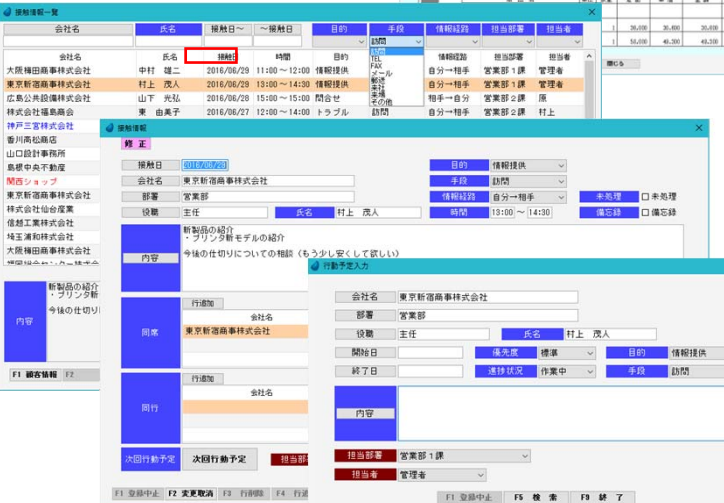 接触情報一覧
会社名 氏名 接触日～ ～接触日 目的 手段 情報経路 担当部署 担当者
訪問
訪問
TEL
FAX
メール
郵送
来社
来場
その他
会社名 氏名 接触日 時間 目的 情報経路 担当部署 担当者
大阪梅田商事株式会社 中村 雄二 2016/06/29 11:00～12:00 情報提供 自分→相手 営業部1課 管理者
東京新宿商事株式会社 村上 茂人 2016/06/29 13:00～14:30 情報提供 自分→相手 営業部1課 管理者
広島公共設備株式会社 山下 光弘 2016/06/28 15:00～15:00 問合せ 相手→自分 営業部2課 原
株式会社福島商会 東 由美子 2016/06/27 12:00～14:00 トラブル 訪問 自分→相手 営業部2課 村上
神戸三宮株式会社
香川高松商店
山口設計事務所
島根中央不動産
関西ショップ
東京新宿商事株式会社
株式会社仙台産業
信越工業株式会社
埼玉浦和株式会社
大阪梅田商事株式会社
内容
新製品の紹介
・プリンタ新
今後の仕切り
F1 顧客情報 F2
閉じる
1 30,000 30,000 30,000
接触情報
修正
接触日 2016/06/29 目的 情報提供
会社名 東京新宿商事株式会社 手段 訪問
部署 営業部 情報経路 自分→相手 未処理 未処理
役職 主任 氏名 村上 茂人 時間 13:00 ～ 14:30 備忘録 備忘録
内容
新製品の紹介
・プリンタ新モデルの紹介
今後の仕切りについての相談（もう少し安くして欲しい）
同席
行追加
会社名
東京新宿商事株式会社
同行
行追加
会社名
次回行動予定 次回行動予定 担当部
F1 登録中止 F2 変更取消 F3 行削除 F4 行追
行動予定入力
会社名 東京新宿商事株式会社
部署 営業部
役職 主任 氏名 村上 茂人
開始日 優先度 標準 目的 情報提供
終了日 進捗状況 作業中 手段 訪問
内容
担当部署 営業部1課
担当者 管理者
F1 登録中止 F5 検 索 F9 終 了